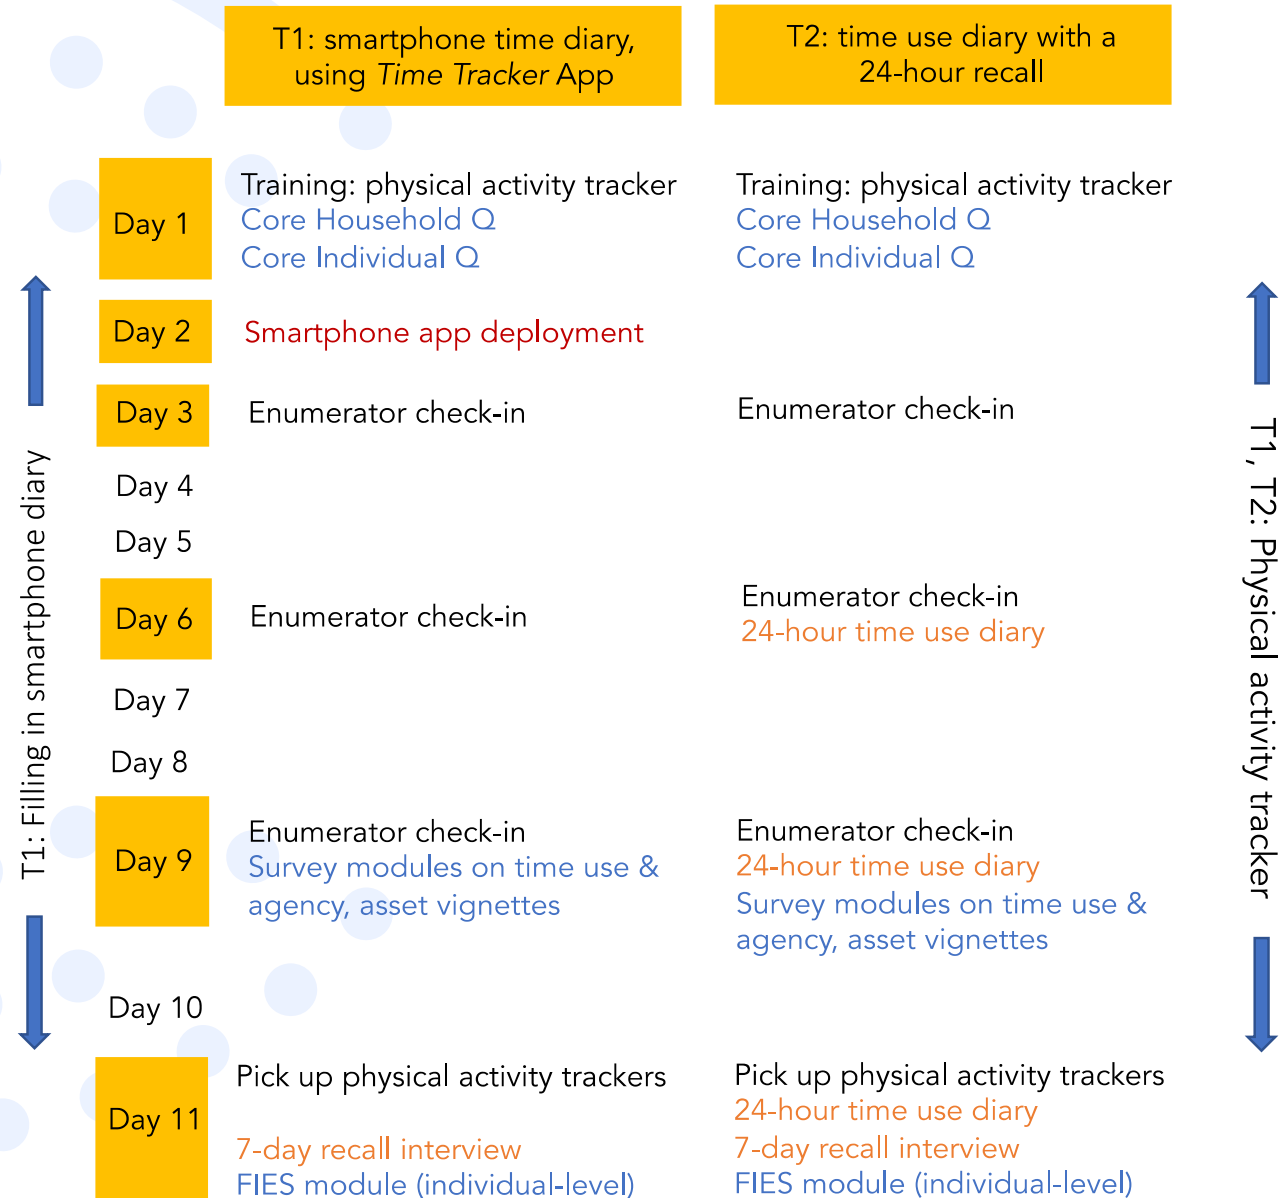 T1: smartphone time diary,
using Time Tracker App
T2: time use diary with a
24-hour recall
Day 1
Training: physical activity tracker
Core Household Q
Core Individual Q
Training: physical activity tracker
Core Household Q
Core Individual Q
Day 2
Smartphone app deployment
Day 3
Enumerator check-in
Enumerator check-in
Day 4
Day 5
Day 6
Enumerator check-in
Enumerator check-in
24-hour time use diary
Day 7
Day 8
Day 9
Enumerator check-in
Survey modules on time use &
agency, asset vignettes
Enumerator check-in
24-hour time use diary
Survey modules on time use &
agency, asset vignettes
Day 10
Day 11
Pick up physical activity trackers
7-day recall interview
FIES module (individual-level)
Pick up physical activity trackers
24-hour time use diary
7-day recall interview
FIES module (individual-level)
T1: Filling in smartphone diary
T1, T2: Physical activity tracker